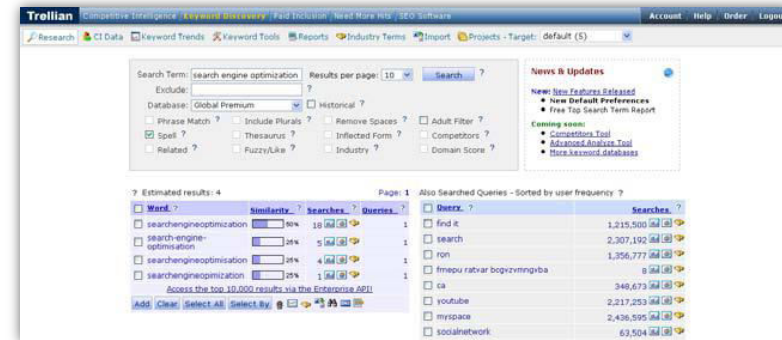 Trellian Competitive Intelligence / Keyword Discovery / Paid Inclusion / Need More Hits / SEO Software Account Help Order Logou
Research CI Data Keyword Trends Keyword Tools Reports Industry Terms Import Projects - Target: default (5)
Search Term: search engine optimization Results per page: 10 Search ?
Exclude: ?
Database: Global Premium Historical ?
Phrase Match ? Include Plurals ? Remove Spaces ? Adult Filter ?
Spell ? Thesaurus ? Inflected Form ? Competitors ?
Related ? Fuzzy/Like ? Industry ? Domain Score ?
News & Updates
New: New Features Released
New Default Preferences
Free Top Search Term Report
Coming soon:
Competitors Tool
Advanced Analyze Tool
More keyword databases
? Estimated results: 4 Page: 1
Word ? Similarity ? Searches ? Queries ?
searchengineoptimization 50% 18 1
search-engine-
optimisation 25% 5 1
searchengineoptimisation 25% 4 1
searchengineopimization 25% 1 1
Access the top 10,000 results via the Enterprise API!
Add Clear Select All Select By
Also Searched Queries - Sorted by user frequency ?
Query ? Searches ?
find it 1,215,500
search 2,307,192
ron 1,356,777
fmepu ratvar bcgvzvmngvba 8
ca 348,673
youtube 2,217,253
myspace 2,436,595
socialnetwork 63,504